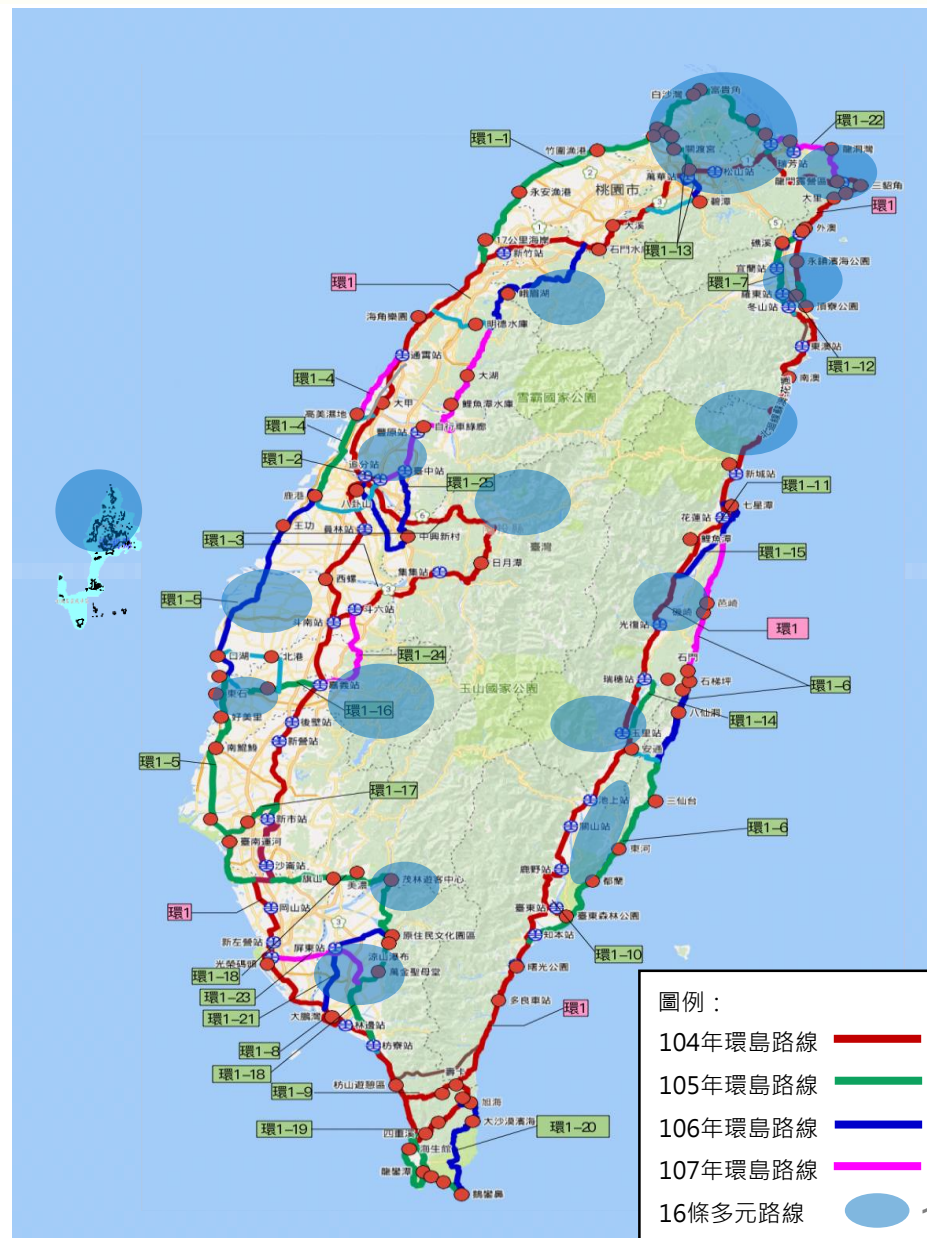 富貴角
白沙灣
環1-22
環1-1
關渡宮
龍洞灣
瑞芳站
竹圍漁港
萬華站
松山站
龍門露營區
三貂角
桃園市
大里
永安漁港
碧潭
環1
大溪
外澳
17公里海岸
石門水庫
礁溪
新竹站
環1-13
永鎮濱海公園
宜蘭站
環1
環1-7
峨眉湖
羅東站
頂寮公園
冬山站
海角樂園
明德水庫
東澳站
通霄站
環1-12
大湖
南澳
環1-4
雪霸國家公園
大甲
鯉魚潭水庫
高美濕地
自行車綠廊
環1-4
豐原站
環1-2
追分站
臺中站
新城站
環1-25
環1-11
鹿港
八卦山
七星潭
花蓮站
王功
員林站
環1-3
中興新村
鯉魚潭
臺灣
環1-15
日月潭
集集站
西螺
環1-5
斗六站
芭崎
磯崎
斗南站
光復站
環1
口湖
北港
環1-24
石門
瑞穗站
石梯坪
環1-6
東石
嘉義站
玉山國家公園
環1-16
好美里
環1-14
八仙洞
後壁站
玉里站
新營站
南鯤鯓
安通
環1-5
環1-17
池上站
三仙台
新市站
關山站
環1-6
臺南運河
東河
沙崙站
旗山
美濃
茂林遊客中心
鹿野站
都蘭
環1
岡山站
臺東站
臺東森林公園
新左營站
屏東站
原住民文化園區
知本站
環1-10
光榮碼頭
涼山瀑布
環1-18
萬金聖母堂
曙光公園
環1-23
環1-21
大鵬灣
多良車站
環1
林邊站
環1-8
枋寮站
環1-18
壽卡
枋山遊憩區
環1-9
旭海
大沙漠濱海
環1-19
四重溪
環1-20
海生館
龍鑾潭
鵝鑾鼻
圖例：
104年環島路線
105年環島路線
106年環島路線
107年環島路線
16條多元路線